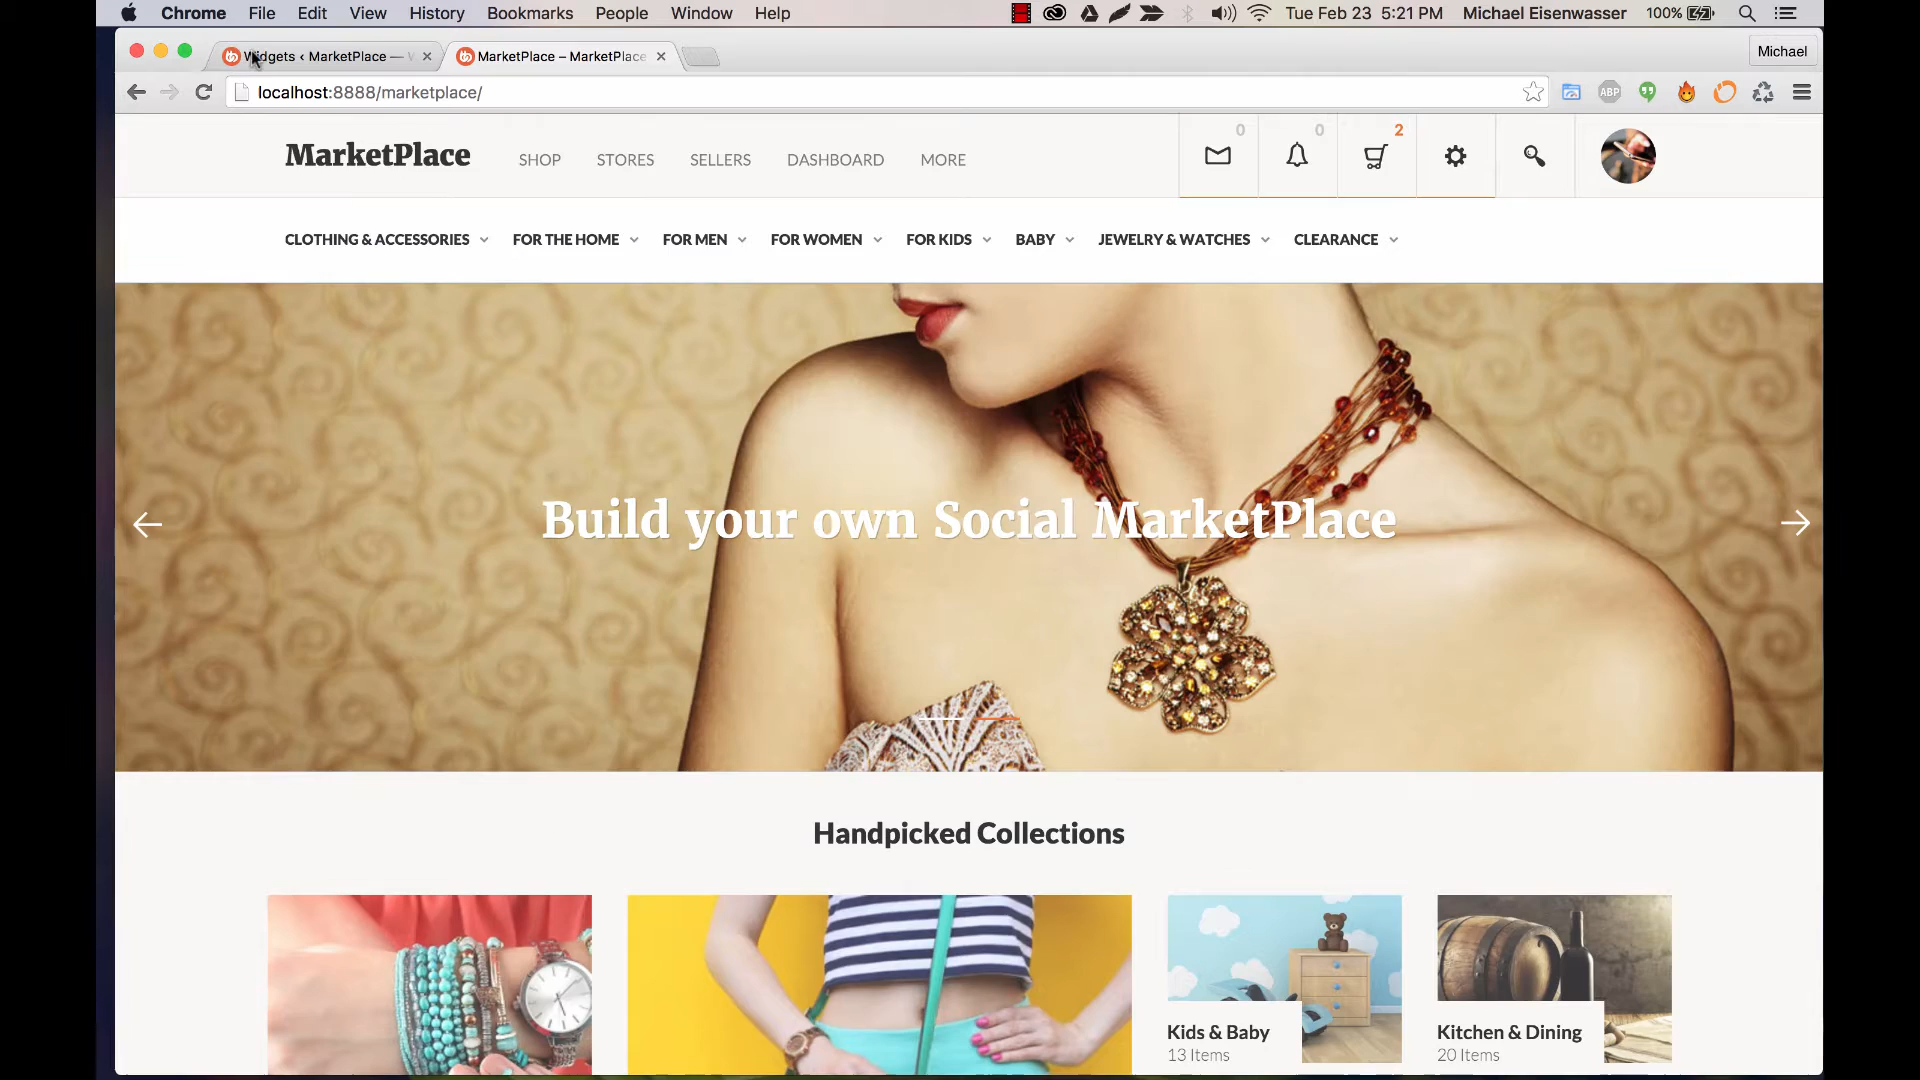 Chrome File Edit View History Bookmarks People Window Help Tue Feb 23 5:21 PM Michael Eisenwasser 100%
Widgets ‹ MarketPlace — MarketPlace – MarketPlace Michael
localhost:8888/marketplace/ ABP
MarketPlace SHOP STORES SELLERS DASHBOARD MORE 0 0 2
CLOTHING & ACCESSORIES FOR THE HOME FOR MEN FOR WOMEN FOR KIDS BABY JEWELRY & WATCHES CLEARANCE
Build your own Social MarketPlace
Handpicked Collections
Kids & Baby
13 Items
Kitchen & Dining
20 Items